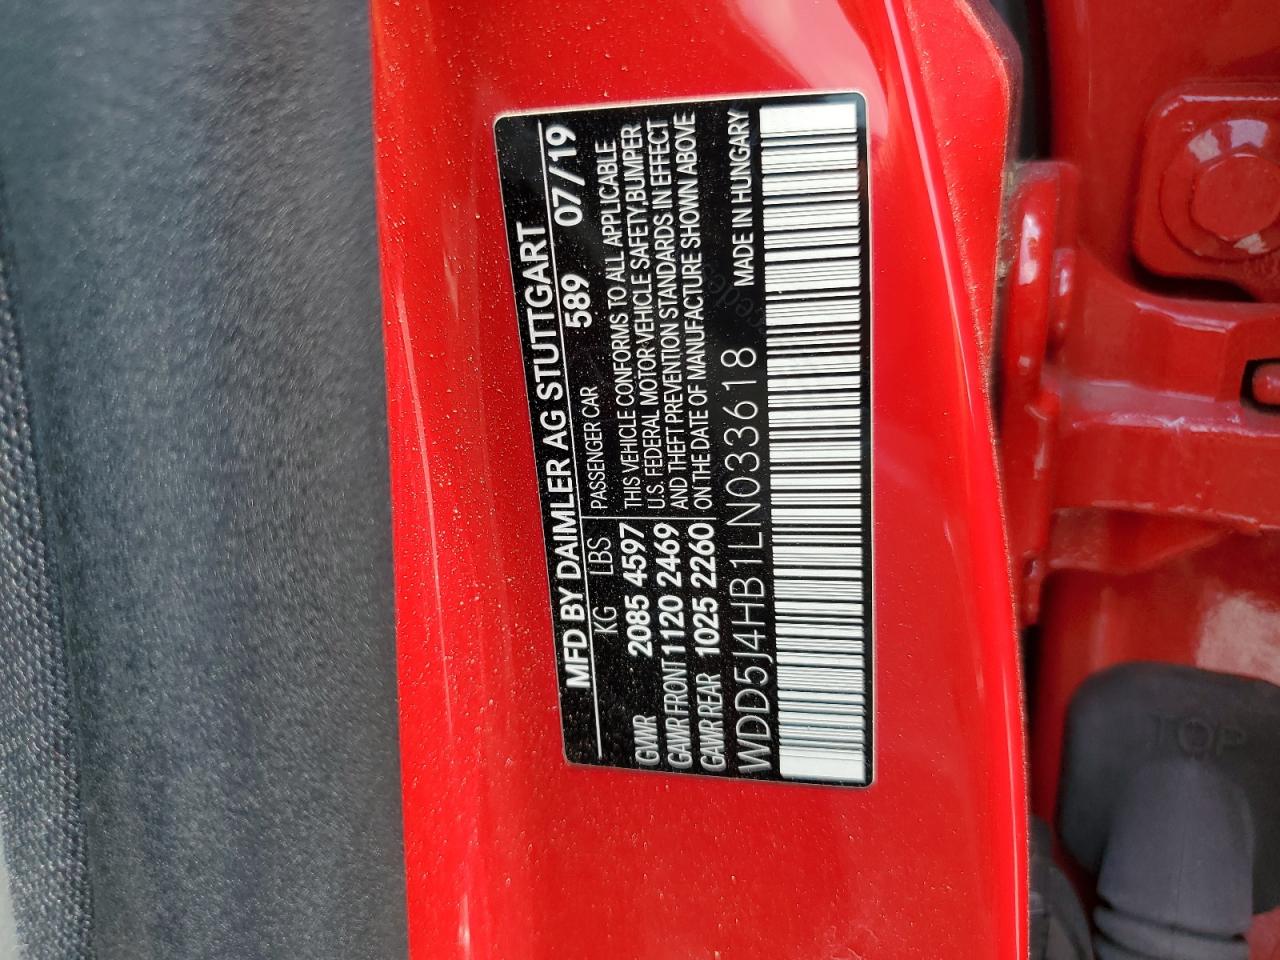 MFD BY DAIMLER AG STUTTGART
KG LBS PASSENGER CAR 589 07/19
GVWR 2085 4597 THIS VEHICLE CONFORMS TO ALL APPLICABLE
GAWR FRONT 1120 2469 U.S. FEDERAL MOTOR VEHICLE SAFETY,BUMPER
GAWR REAR 1025 2260 AND THEFT PREVENTION STANDARDS IN EFFECT
ON THE DATE OF MANUFACTURE SHOWN ABOVE
WDD5J4HB1LN033618 MADE IN HUNGARY
TOP